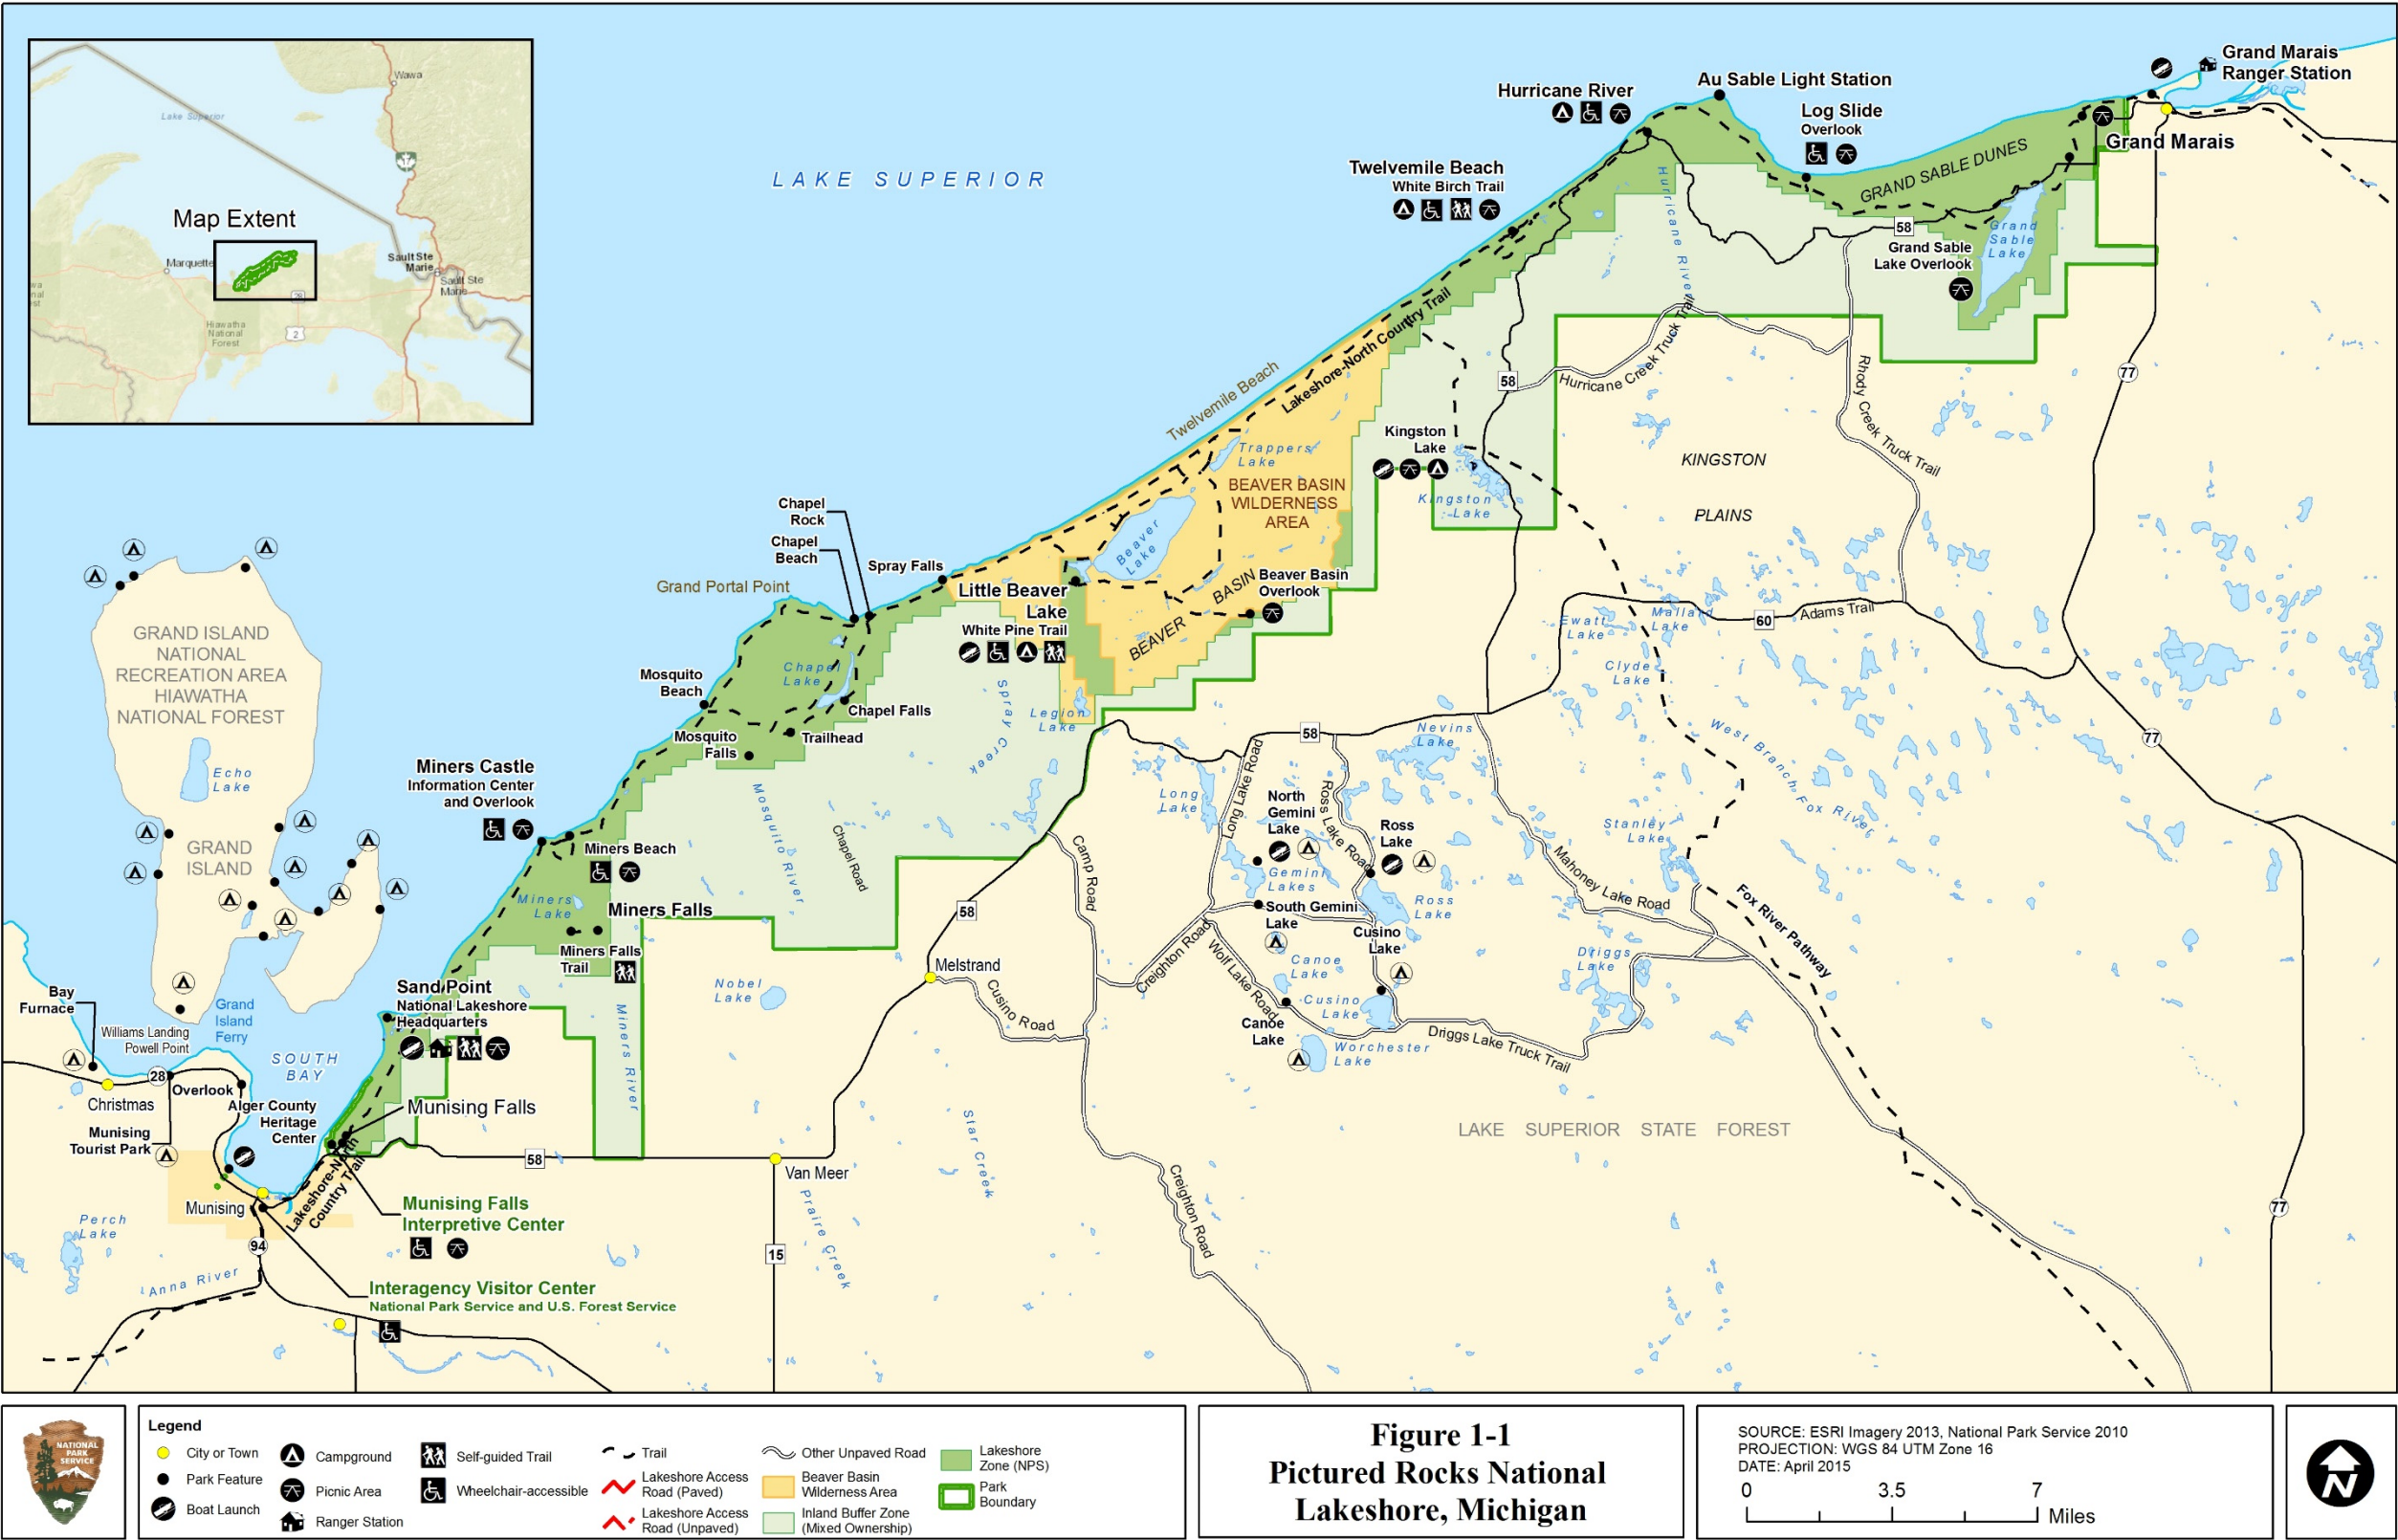 Wawa
Lake Superior
Map Extent
Marquette
Sault Ste
Marie
Sault Ste
Marie
28
Hiawatha
National
Forest
2
LAKE SUPERIOR
Grand Marais
Ranger Station
Au Sable Light Station
Hurricane River
Log Slide
Overlook
Grand Marais
Twelvemile Beach
White Birch Trail
GRAND SABLE DUNES
Hurricane River
58
Grand
Sable
Lake
Grand Sable
Lake Overlook
Lakeshore-North Country Trail
Twelvemile Beach
58
Hurricane Creek Truck Trail
Rhody Creek Truck Trail
77
Kingston
Lake
Trappers
Lake
KINGSTON
PLAINS
BEAVER BASIN
WILDERNESS
AREA
Kingston
Lake
Chapel
Rock
Chapel
Beach
Beaver
Lake
Spray Falls
Grand Portal Point
Little Beaver
Lake
White Pine Trail
BEAVER BASIN
Beaver Basin
Overlook
Ewatt
Lake
Mallard
Lake
60
Adams Trail
GRAND ISLAND
NATIONAL
RECREATION AREA
HIAWATHA
NATIONAL FOREST
Chapel
Lake
Clyde
Lake
Mosquito
Beach
Spray Creek
Chapel Falls
Legion
Lake
Mosquito
Falls
Trailhead
58
Nevins
Lake
West Branch Fox River
77
Echo
Lake
Miners Castle
Information Center
and Overlook
Long
Lake
Long Lake Road
Ross Lake Road
North
Gemini
Lake
Ross
Lake
Stanley
Lake
Mosquito River
Chapel Road
GRAND
ISLAND
Miners Beach
Camp Road
Gemini
Lakes
Mahoney Lake Road
Miners
Lake
Miners Falls
58
South Gemini
Lake
Ross
Lake
Fox River Pathway
Miners Falls
Trail
Creighton Road
Wolf Lake Road
Cusino
Lake
Driggs
Lake
Canoe
Lake
Melstrand
Sand Point
National Lakeshore
Headquarters
Nobel
Lake
Cusino Road
Cusino
Lake
Bay
Furnace
Williams Landing
Powell Point
Grand
Island
Ferry
Miners River
Canoe
Lake
Worchester
Lake
Driggs Lake Truck Trail
SOUTH
BAY
28
Overlook
Christmas
Alger County
Heritage
Center
Munising Falls
Star Creek
LAKE SUPERIOR STATE FOREST
Munising
Tourist Park
58
Van Meer
Lakeshore-North
Country Trail
Munising
Munising Falls
Interpretive Center
Prairie Creek
Creighton Road
77
Perch
Lake
94
15
Anna River
Interagency Visitor Center
National Park Service and U.S. Forest Service
NATIONAL
PARK
SERVICE
Legend
City or Town
Park Feature
Boat Launch
Campground
Picnic Area
Ranger Station
Self-guided Trail
Wheelchair-accessible
Trail
Lakeshore Access
Road (Paved)
Lakeshore Access
Road (Unpaved)
Other Unpaved Road
Beaver Basin
Wilderness Area
Inland Buffer Zone
(Mixed Ownership)
Lakeshore
Zone (NPS)
Park
Boundary
Figure 1-1
Pictured Rocks National
Lakeshore, Michigan
SOURCE: ESRI Imagery 2013, National Park Service 2010
PROJECTION: WGS 84 UTM Zone 16
DATE: April 2015
0 3.5 7
Miles
N